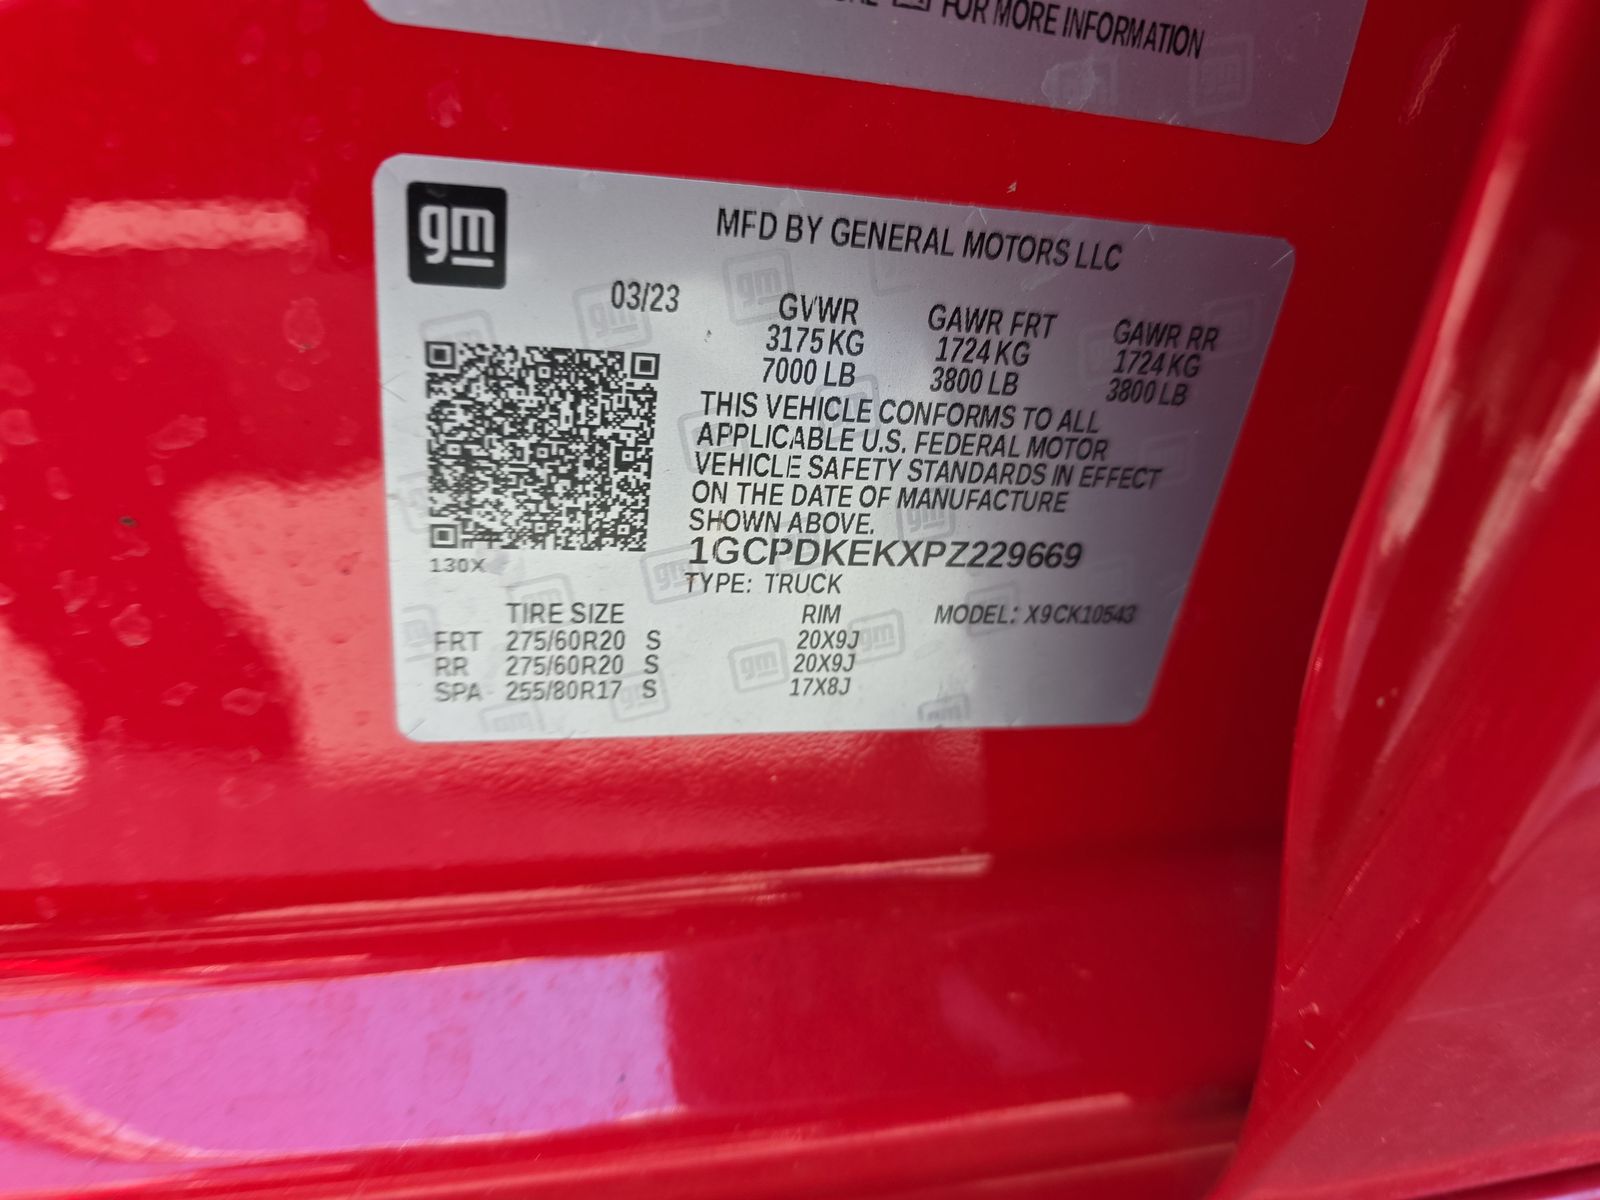 FOR MORE INFORMATION
gm
MFD BY GENERAL MOTORS LLC
03/23
GVWR GAWR FRT GAWR RR
3175 KG 1724 KG 1724 KG
7000 LB 3800 LB 3800 LB
THIS VEHICLE CONFORMS TO ALL
APPLICABLE U.S. FEDERAL MOTOR
VEHICLE SAFETY STANDARDS IN EFFECT
ON THE DATE OF MANUFACTURE
SHOWN ABOVE.
1GCPDKEKXPZ229669
130X
TYPE: TRUCK
TIRE SIZE RIM MODEL: X9CK10543
FRT 275/60R20 S 20X9J
RR 275/60R20 S 20X9J
SPA 255/80R17 S 17X8J